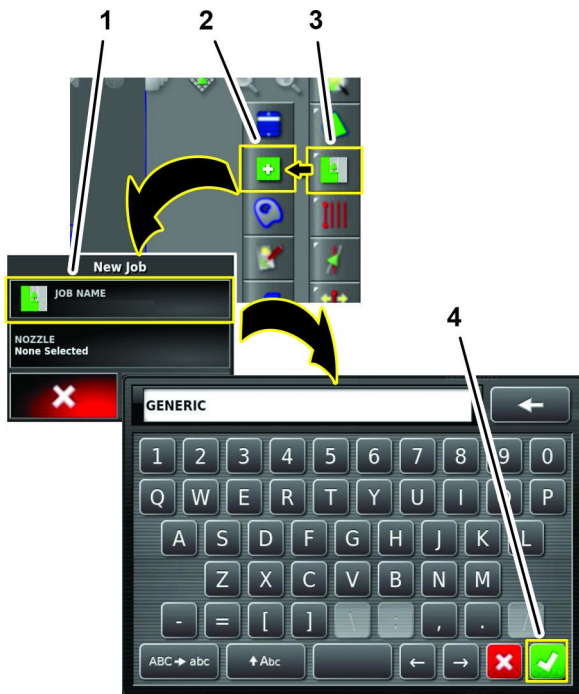 1 2 3
New Job
JOB NAME
NOZZLE
None Selected
4
GENERIC
1 2 3 4 5 6 7 8 9 0
Q W E R T Y U I O P
A S D F G H J K L
Z X C V B N M
- = [ ] \ : , . /
ABC → abc ↑ Abc ← →